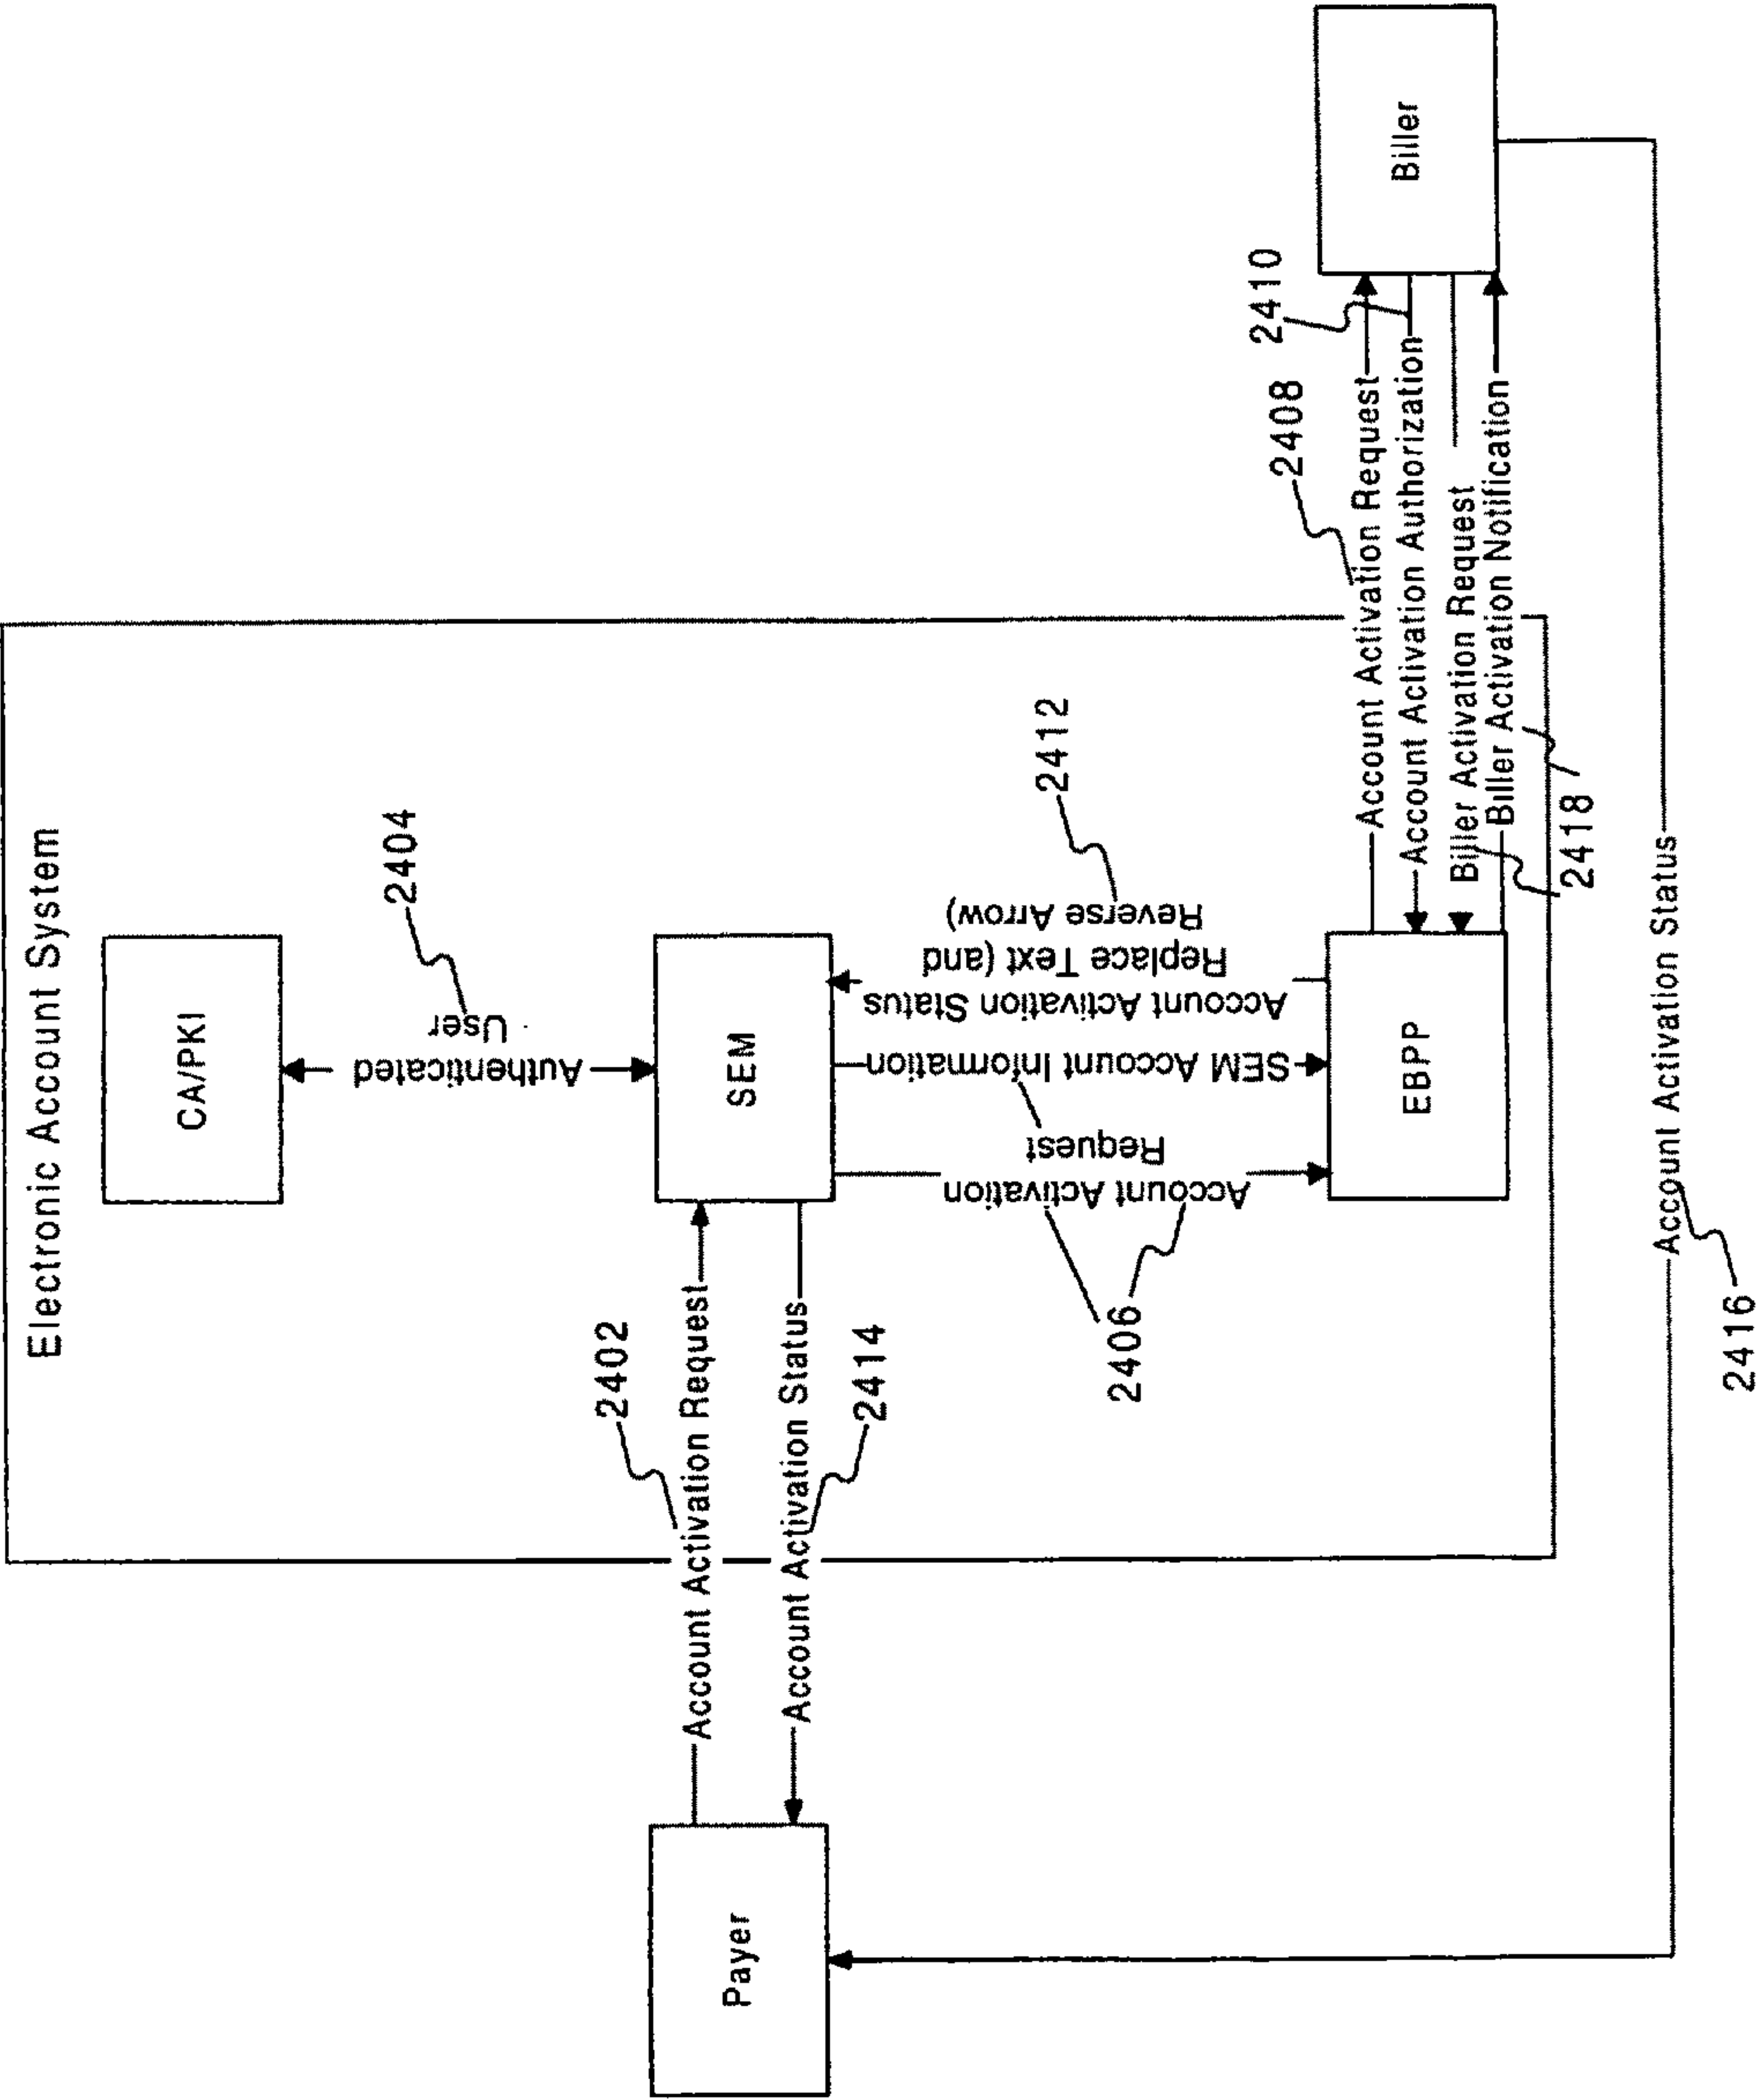 Electronic Account System
CA/PKI
2404
Authenticated
User
2402
Account Activation Request
SEM
Account Activation Status
2414
Payer
Account Activation
Request
2406
SEM Account Information
Account Activation Status
Replace Text (and
Reverse Arrow)
2412
EBPP
2408
2410
Account Activation Request
Account Activation Authorization
Biller Activation Request
Biller Activation Notification
2418
Biller
Account Activation Status
2416